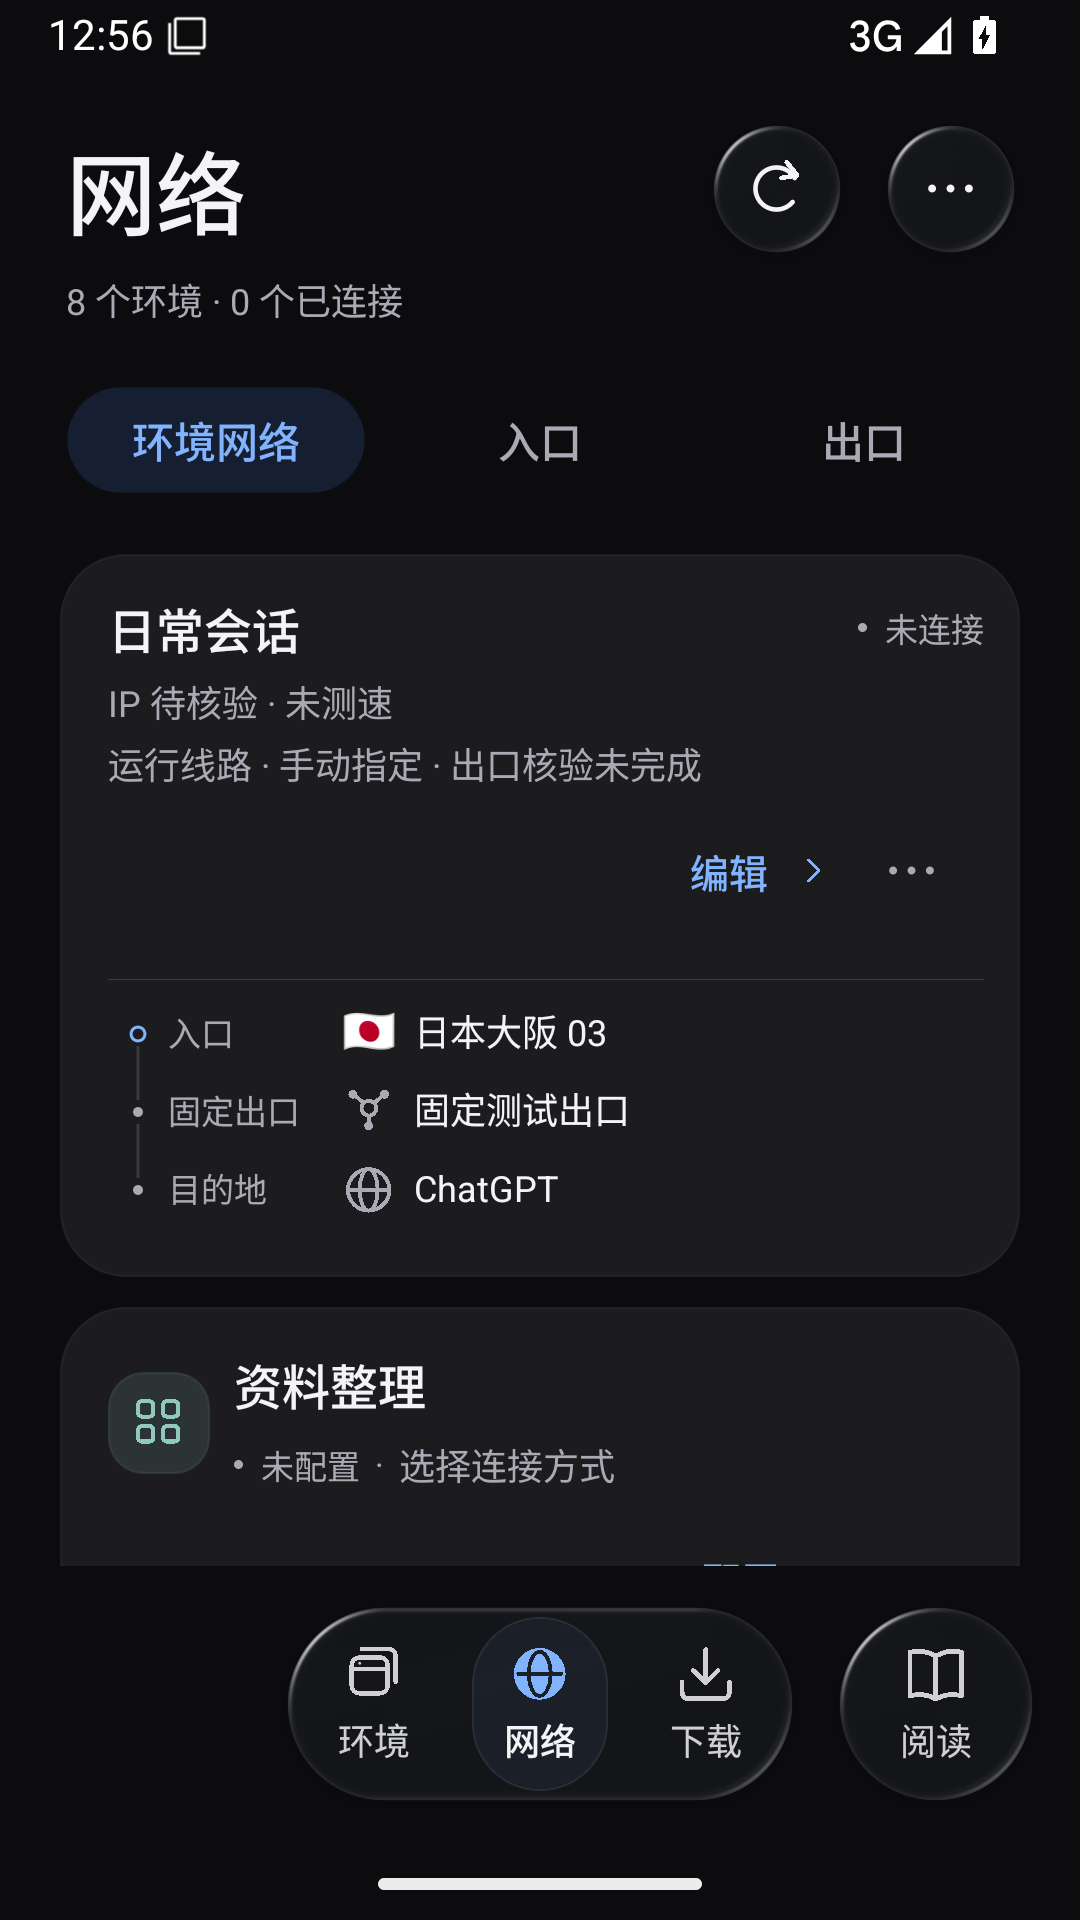 12:56
3G
网络
8 个环境 · 0 个已连接
环境网络
入口
出口
日常会话
• 未连接
IP 待核验 · 未测速
运行线路 · 手动指定 · 出口核验未完成
编辑
入口 日本大阪 03
固定出口 固定测试出口
目的地 ChatGPT
资料整理
• 未配置 · 选择连接方式
环境
网络
下载
阅读